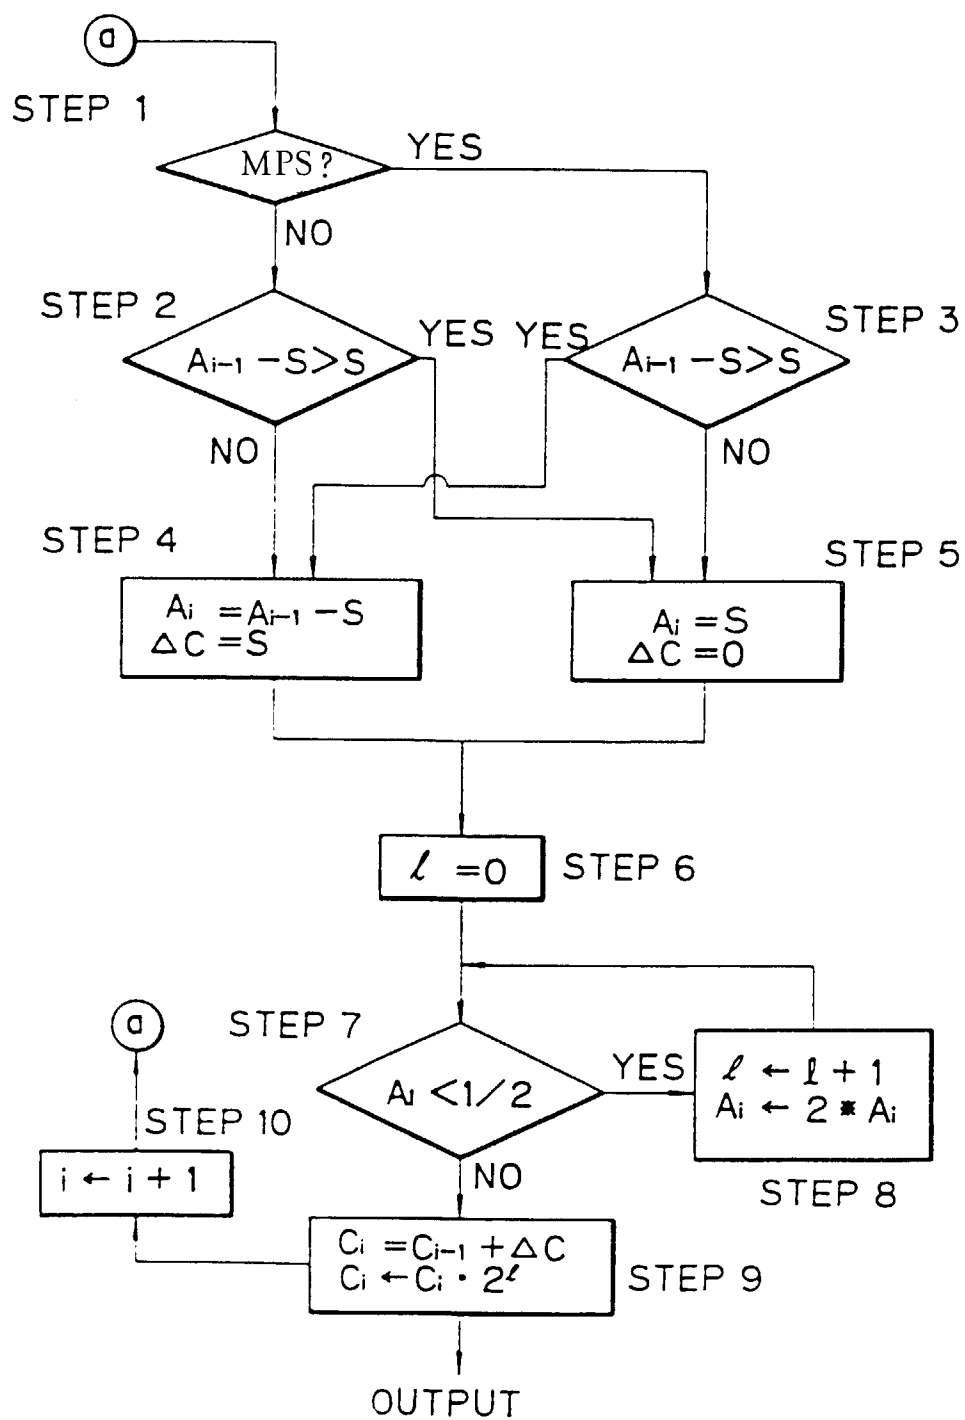 a
STEP 1
MPS?
YES
NO
STEP 2
YES
YES
STEP 3
Ai-1 -S>S
Ai-1 -S>S
NO
NO
STEP 4
STEP 5
Ai =Ai-1 -S
ΔC=S
Ai =S
ΔC=0
ℓ =0
STEP 6
a
STEP 7
YES
ℓ ← ℓ + 1
Ai ← 2 * Ai
Ai <1/2
STEP 10
i ← i + 1
NO
STEP 8
Ci =Ci-1 +ΔC
Ci ← Ci · 2^ℓ
STEP 9
OUTPUT